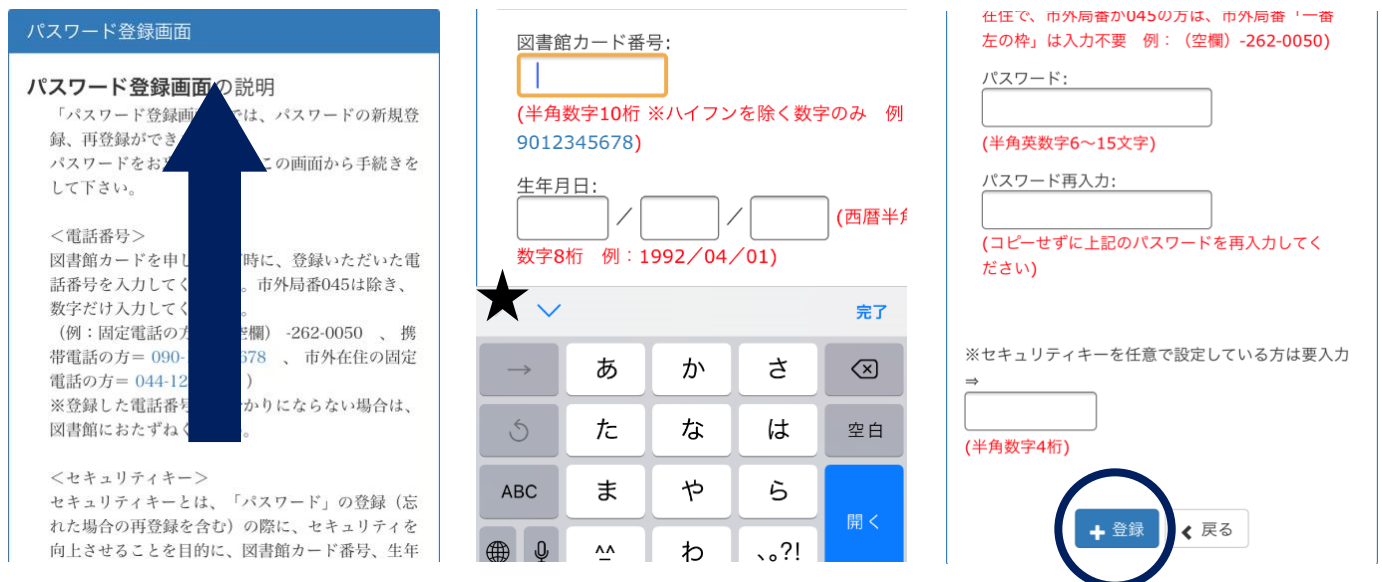 パスワード登録画面
パスワード登録画面の説明
「パスワード登録画 では、パスワードの新規登
録、再登録ができ
パスワードをお この画面から手続きを
して下さい。
＜電話番号＞
図書館カードを申し 時に、登録いただいた電
話番号を入力してく 。市外局番045は除き、
数字だけ入力してく 。
（例：固定電話の方 空欄） -262-0050 、 携
帯電話の方＝ 090- 678 、 市外在住の固定
電話の方＝ 044-12 ）
※登録した電話番号 かりにならない場合は、
図書館におたずねく 。
＜セキュリティキー＞
セキュリティキーとは、「パスワード」の登録（忘
れた場合の再登録を含む）の際に、セキュリティを
向上させることを目的に、図書館カード番号、生年
図書館カード番号:
(半角数字10桁 ※ハイフンを除く数字のみ 例
9012345678)
生年月日:
／ ／ (西暦半角
数字8桁 例：1992／04／01)
完了
→ あ か さ
た な は 空白
ABC ま や ら
開く
^^ わ 、。?!
在住で、市外局番が045の方は、市外局番「一番
左の枠」は入力不要 例：（空欄）-262-0050)
パスワード:
(半角英数字6～15文字)
パスワード再入力:
(コピーせずに上記のパスワードを再入力してく
ださい)
※セキュリティキーを任意で設定している方は要入力
⇒
(半角数字4桁)
+ 登録
戻る